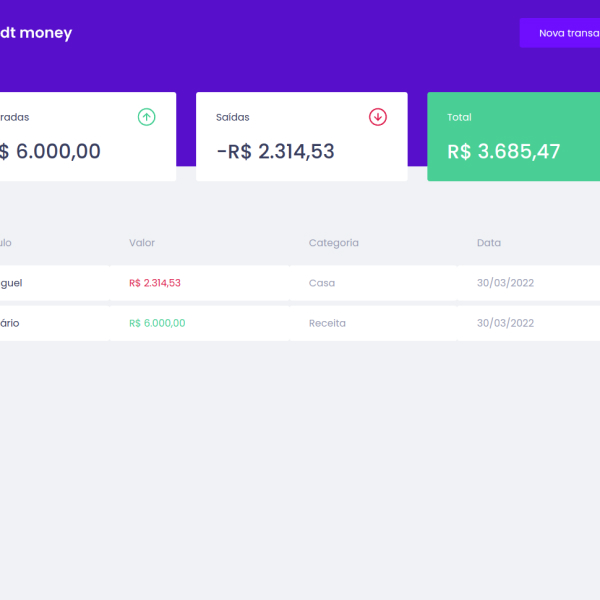 dt money
Nova transa
radas
R$ 6.000,00
Saídas
-R$ 2.314,53
Total
R$ 3.685,47
ulo
Valor
Categoria
Data
guel
R$ 2.314,53
Casa
30/03/2022
ário
R$ 6.000,00
Receita
30/03/2022